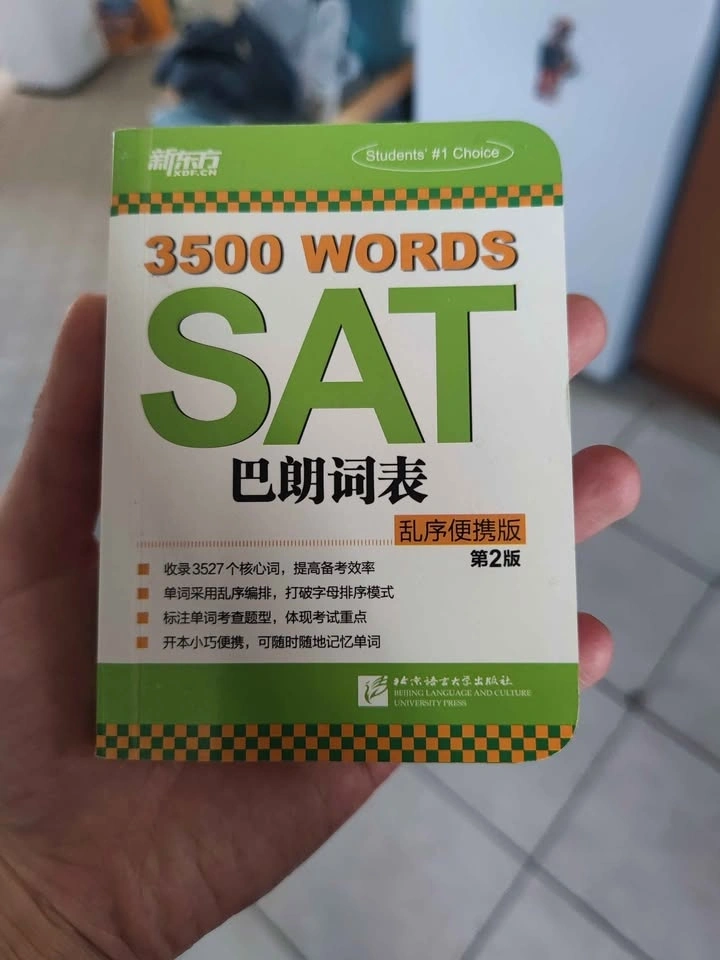 新东方
XDF.CN
Students' #1 Choice
3500 WORDS
SAT
巴朗词表
乱序便携版
第2版
收录3527个核心词，提高备考效率
单词采用乱序编排，打破字母排序模式
标注单词考查题型，体现考试重点
开本小巧便携，可随时随地记忆单词
北京语言大学出版社
BEIJING LANGUAGE AND CULTURE
UNIVERSITY PRESS